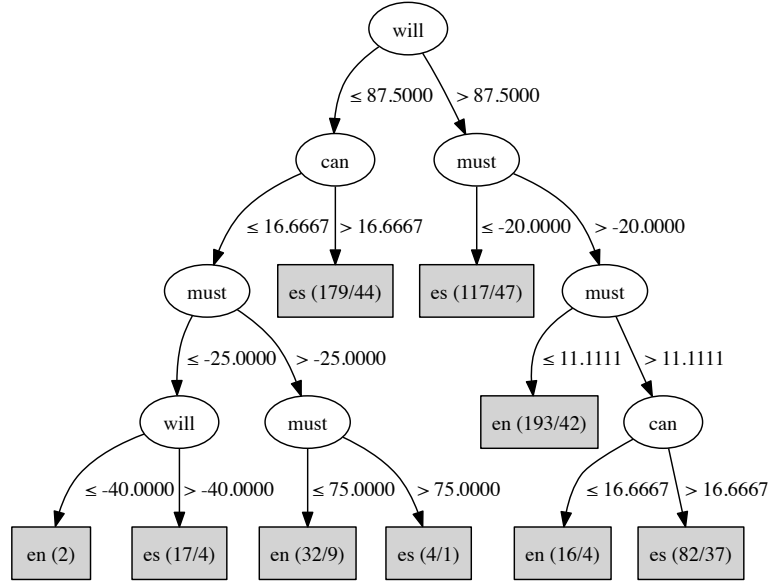 will
≤ 87.5000 > 87.5000
can must
≤ 16.6667 > 16.6667 ≤ -20.0000 > -20.0000
must es (179/44) es (117/47) must
≤ -25.0000 > -25.0000 ≤ 11.1111 > 11.1111
will must en (193/42) can
≤ -40.0000 > -40.0000 ≤ 75.0000 > 75.0000 ≤ 16.6667 > 16.6667
en (2) es (17/4) en (32/9) es (4/1) en (16/4) es (82/37)